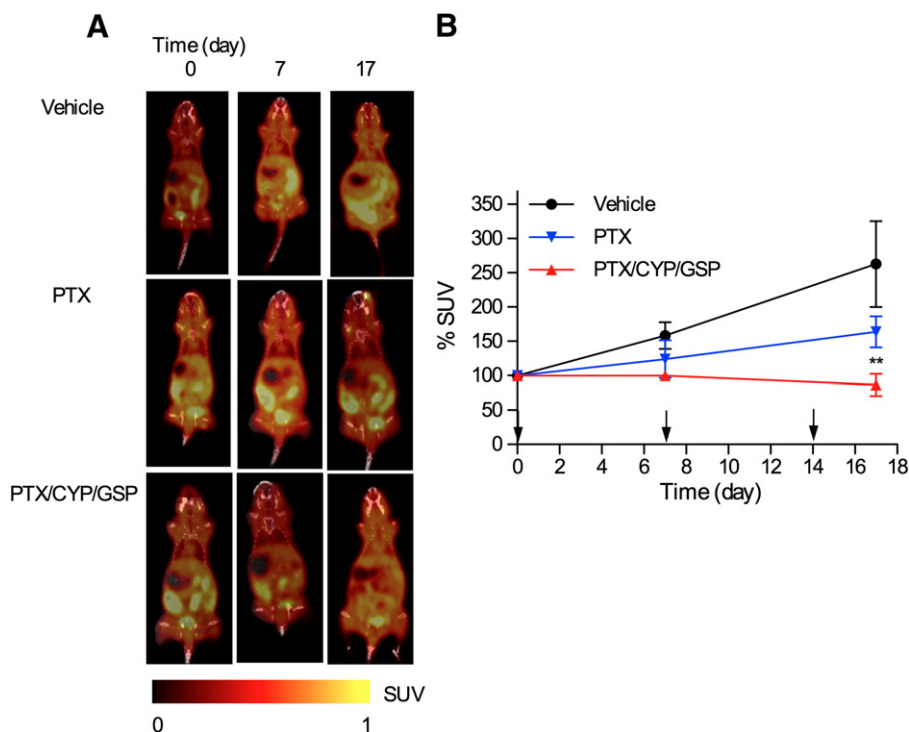 A
Time (day)
0 7 17
Vehicle
PTX
PTX/CYP/GSP
SUV
0 1
B
Vehicle
PTX
PTX/CYP/GSP
% SUV
350
300
250
200
150
100
50
0
**
0 2 4 6 8 10 12 14 16 18
Time (day)